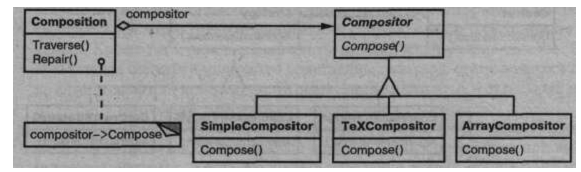 Composition
compositor
Compositor
Traverse()
Repair()
Compose()
compositor->Compose
SimpleCompositor
TeXCompositor
ArrayCompositor
Compose()
Compose()
Compose()